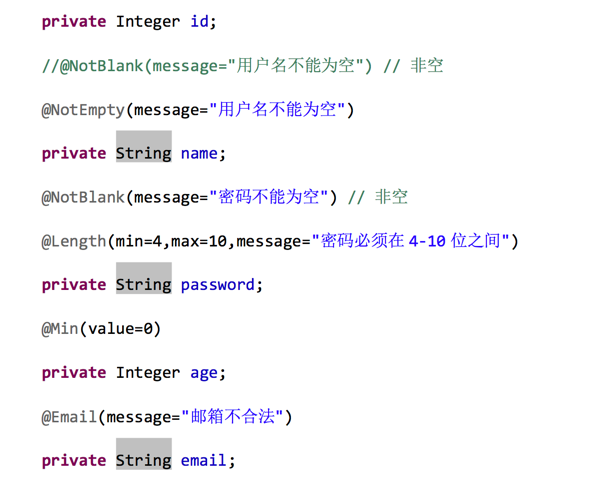 private Integer id;
//@NotBlank(message="用户名不能为空") // 非空
@NotEmpty(message="用户名不能为空")
private String name;
@NotBlank(message="密码不能为空") // 非空
@Length(min=4,max=10,message="密码必须在 4-10 位之间")
private String password;
@Min(value=0)
private Integer age;
@Email(message="邮箱不合法")
private String email;